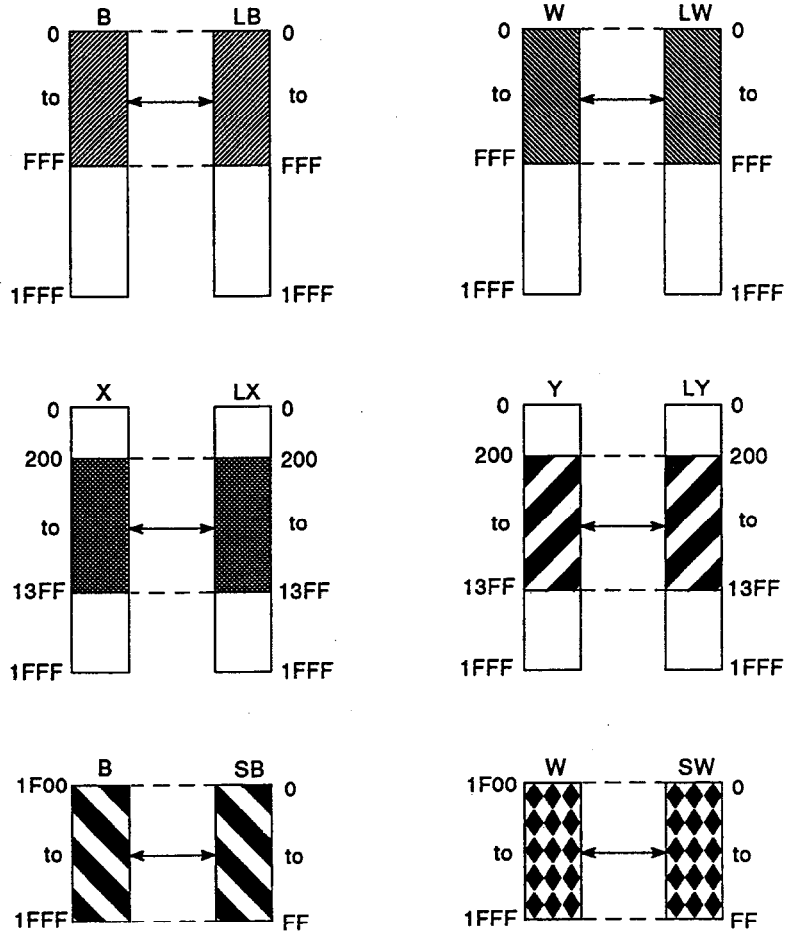 B LB
0 0
to to
FFF FFF
1FFF 1FFF
W LW
0 0
to to
FFF FFF
1FFF 1FFF
X LX
0 0
200 200
to to
13FF 13FF
1FFF 1FFF
Y LY
0 0
200 200
to to
13FF 13FF
1FFF 1FFF
B SB
1F00 0
to to
1FFF FF
W SW
1F00 0
to to
1FFF FF